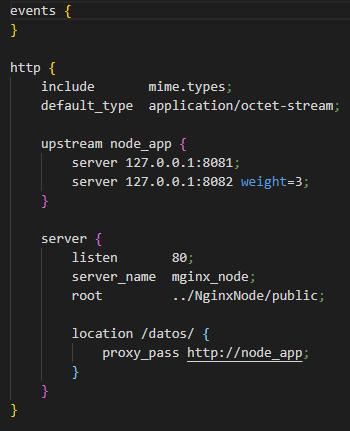 events {
}

http {
    include       mime.types;
    default_type  application/octet-stream;

    upstream node_app {
        server 127.0.0.1:8081;
        server 127.0.0.1:8082 weight=3;
    }

    server {
        listen       80;
        server_name  mginx_node;
        root         ../NginxNode/public;

        location /datos/ {
            proxy_pass http://node_app;
        }
    }
}